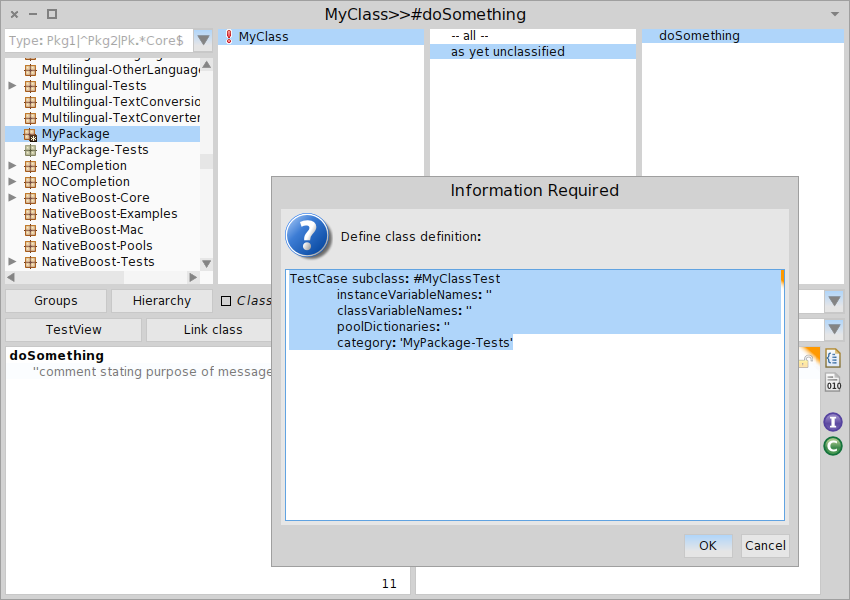 MyClass>>#doSomething
Type: Pkg1|^Pkg2|Pk.*Core$
Multilingual-OtherLanguage
Multilingual-Tests
Multilingual-TextConversio
Multilingual-TextConverter
MyPackage
MyPackage-Tests
NECompletion
NOCompletion
NativeBoost-Core
NativeBoost-Examples
NativeBoost-Mac
NativeBoost-Pools
NativeBoost-Tests
MyClass
-- all --
as yet unclassified
doSomething
Groups
Hierarchy
Class
TestView
Link class
doSomething
"comment stating purpose of message
11
Information Required
Define class definition:
TestCase subclass: #MyClassTest
instanceVariableNames: ''
classVariableNames: ''
poolDictionaries: ''
category: 'MyPackage-Tests'
OK
Cancel
010
I
C